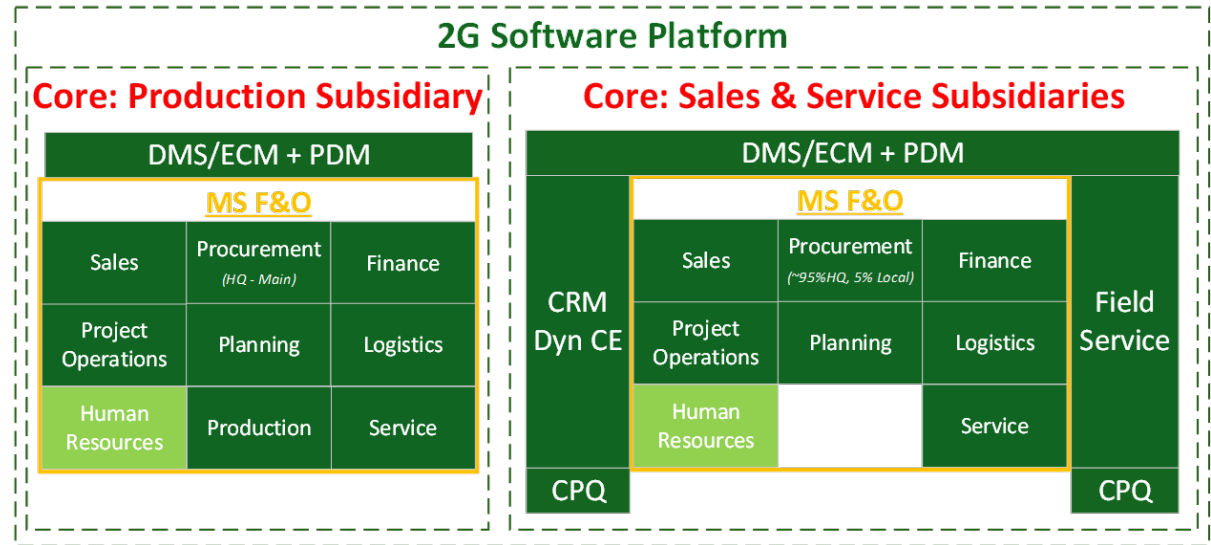 2G Software Platform
Core: Production Subsidiary
DMS/ECM + PDM
MS F&O
Sales
Procurement
(HQ - Main)
Finance
Project
Operations
Planning
Logistics
Human
Resources
Production
Service
Core: Sales & Service Subsidiaries
DMS/ECM + PDM
CRM
Dyn CE
MS F&O
Sales
Procurement
(~95%HQ, 5% Local)
Finance
Project
Operations
Planning
Logistics
Human
Resources
Service
Field
Service
CPQ
CPQ